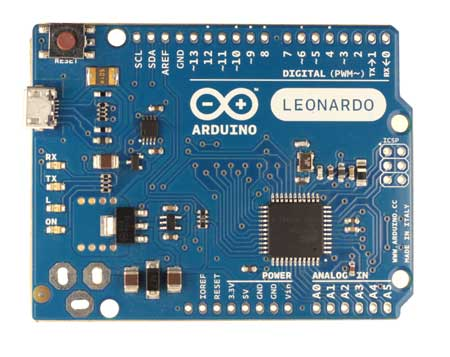 RESET
SCL
SDA
AREF
GND
~13
12
~11
~10
~9
8
7
~6
~5
4
~3
2
TX→1
RX←0
DIGITAL (PWM~)
ARDUINO
LEONARDO
TM
ICSP
RX
TX
L
ON
WWW.ARDUINO.CC
MADE IN ITALY
POWER
ANALOG IN
IOREF
RESET
3.3V
5V
GND
GND
Vin
A0
A1
A2
A3
A4
A5